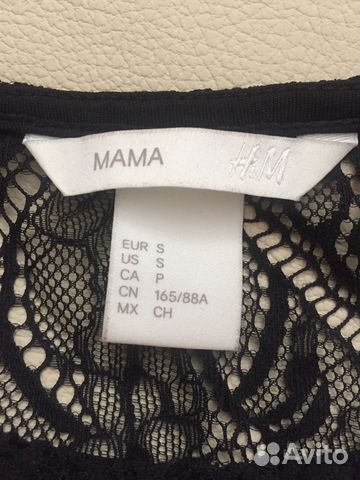 MAMA H&M
EUR S
US S
CA P
CN 165/88A
MX CH
Avito